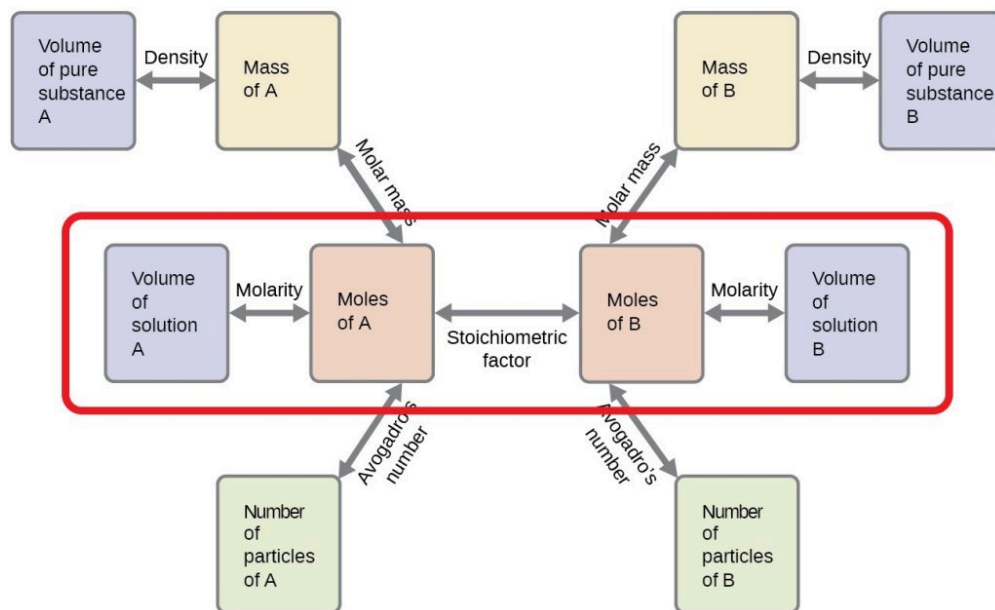 Volume
of pure
substance
A
Density
Mass
of A
Mass
of B
Density
Volume
of pure
substance
B
Molar mass
Molar mass
Volume
of
solution
A
Molarity
Moles
of A
Stoichiometric
factor
Moles
of B
Molarity
Volume
of
solution
B
Avogadro's
number
Avogadro's
number
Number
of
particles
of A
Number
of
particles
of B